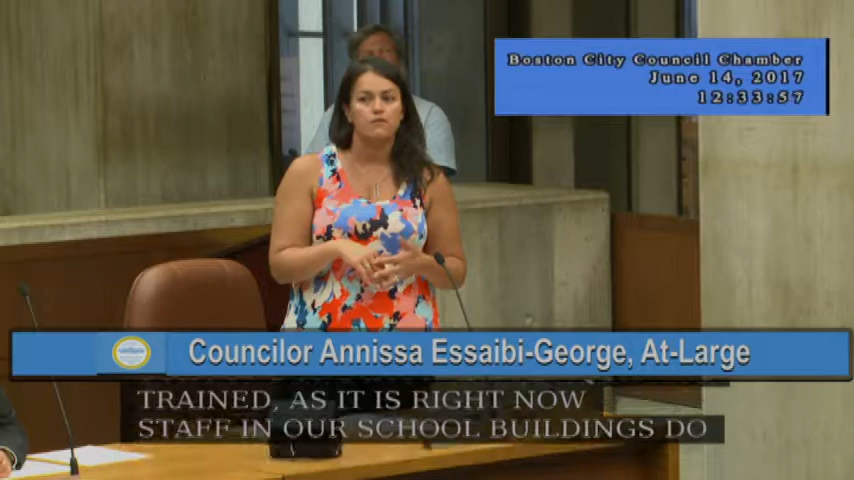 Boston City Council Chamber
June 14, 2017
12:33:57
Councilor Annissa Essaibi-George, At-Large
TRAINED, AS IT IS RIGHT NOW
STAFF IN OUR SCHOOL BUILDINGS DO